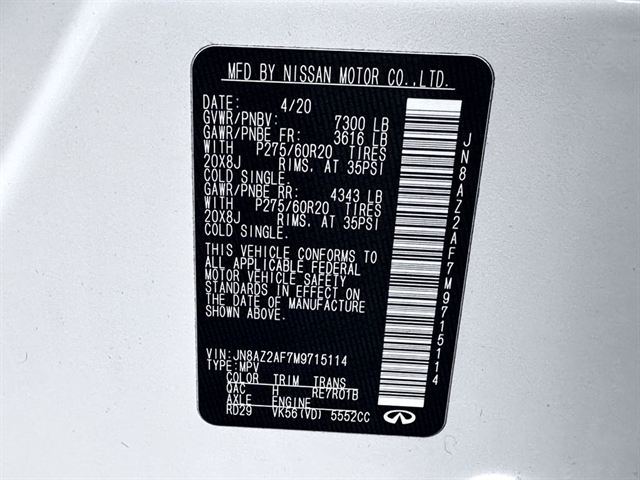 MFD BY NISSAN MOTOR CO.,LTD.
DATE: 4/20
GVWR/PNBV: 7300 LB
GAWR/PNBE FR: 3616 LB
WITH P275/60R20 TIRES
20X8J RIMS, AT 35PSI
COLD SINGLE.
GAWR/PNBE RR: 4343 LB
WITH P275/60R20 TIRES
20X8J RIMS, AT 35PSI
COLD SINGLE.
THIS VEHICLE CONFORMS TO
ALL APPLICABLE FEDERAL
MOTOR VEHICLE SAFETY
STANDARDS IN EFFECT ON
THE DATE OF MANUFACTURE
SHOWN ABOVE.
VIN:JN8AZ2AF7M9715114
TYPE:MPV
COLOR TRIM TRANS
QAC H RE7R01B
AXLE ENGINE
RD29 VK56(VD) 5552CC
JN8AZ2AF7M9715114